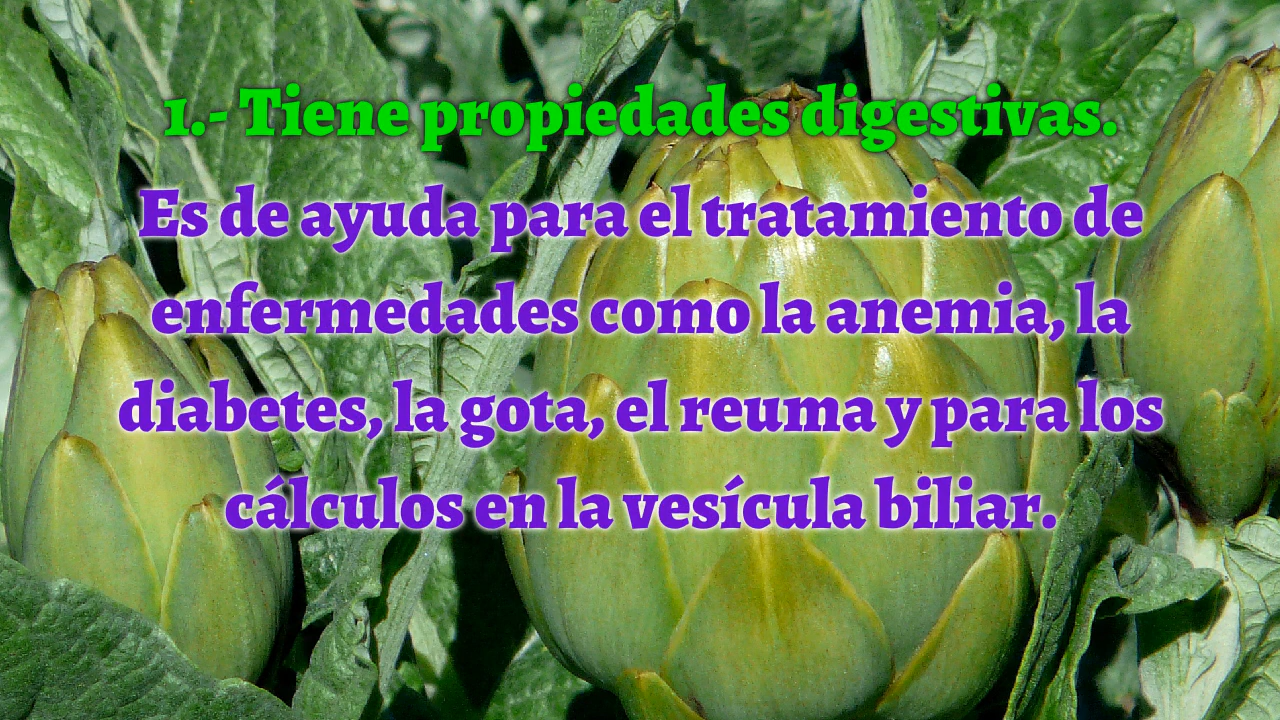 1.- Tiene propiedades digestivas.
Es de ayuda para el tratamiento de
enfermedades como la anemia, la
diabetes, la gota, el reuma y para los
cálculos en la vesícula biliar.